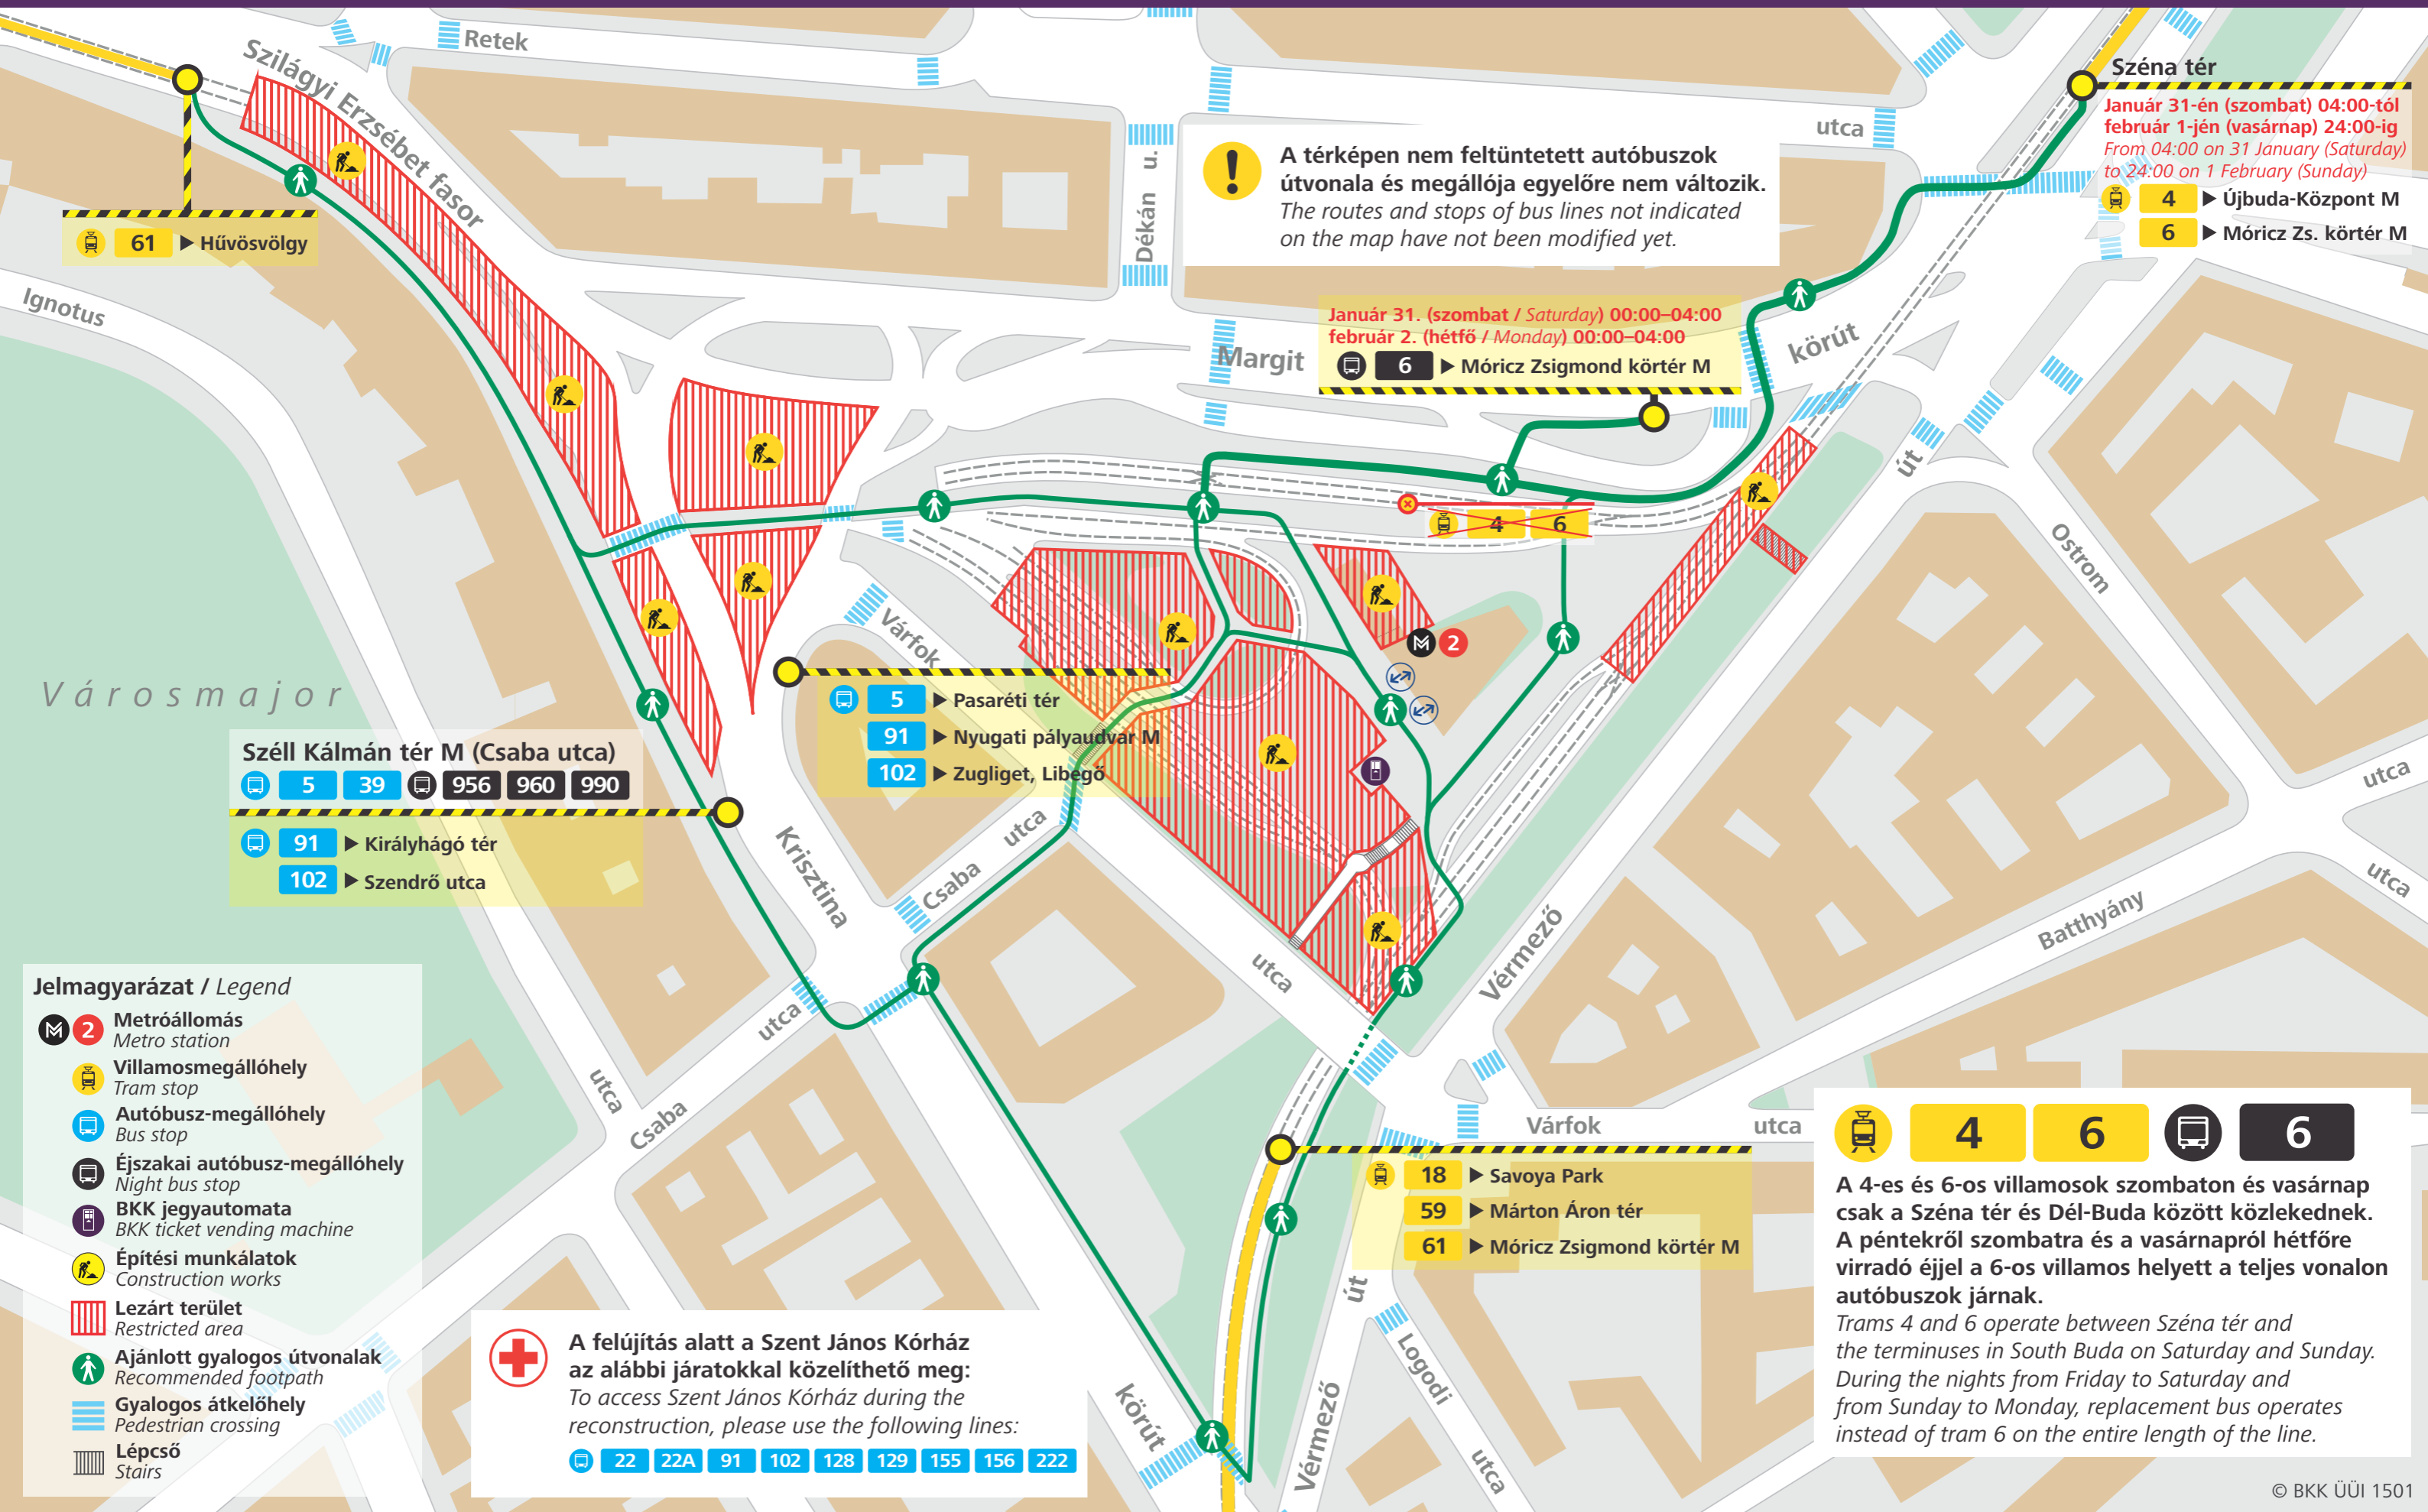 Retek
utca
Szilágyi Erzsébet fasor
Ignotus
utca
Dékán u.
Margit
körút
Széna tér
Január 31-én (szombat) 04:00-tól
február 1-jén (vasárnap) 24:00-ig
From 04:00 on 31 January (Saturday)
to 24:00 on 1 February (Sunday)
4 ▶ Újbuda-Központ M
6 ▶ Móricz Zs. körtér M
61 ▶ Hűvösvölgy
!
A térképen nem feltüntetett autóbuszok
útvonala és megállója egyelőre nem változik.
The routes and stops of bus lines not indicated
on the map have not been modified yet.
Január 31. (szombat / Saturday) 00:00–04:00
február 2. (hétfő / Monday) 00:00–04:00
6 ▶ Móricz Zsigmond körtér M
4 6
M 2
Városmajor
Várfok
utca
5 ▶ Pasaréti tér
91 ▶ Nyugati pályaudvar M
102 ▶ Zugliget, Libegő
Széll Kálmán tér M (Csaba utca)
5 39 956 960 990
91 ▶ Királyhágó tér
102 ▶ Szendrő utca
Krisztina
körút
Csaba utca
Csaba
utca
Vérmező
út
Ostrom
utca
Batthyány
utca
Várfok
utca
Vérmező
út
Logodi
utca
18 ▶ Savoya Park
59 ▶ Márton Áron tér
61 ▶ Móricz Zsigmond körtér M
Jelmagyarázat / Legend
M 2 Metróállomás
Metro station
Villamosmegállóhely
Tram stop
Autóbusz-megállóhely
Bus stop
Éjszakai autóbusz-megállóhely
Night bus stop
BKK jegyautomata
BKK ticket vending machine
Építési munkálatok
Construction works
Lezárt terület
Restricted area
Ajánlott gyalogos útvonalak
Recommended footpath
Gyalogos átkelőhely
Pedestrian crossing
Lépcső
Stairs
A felújítás alatt a Szent János Kórház
az alábbi járatokkal közelíthető meg:
To access Szent János Kórház during the
reconstruction, please use the following lines:
22 22A 91 102 128 129 155 156 222
4 6 6
A 4-es és 6-os villamosok szombaton és vasárnap
csak a Széna tér és Dél-Buda között közlekednek.
A péntekről szombatra és a vasárnapról hétfőre
virradó éjjel a 6-os villamos helyett a teljes vonalon
autóbuszok járnak.
Trams 4 and 6 operate between Széna tér and
the terminuses in South Buda on Saturday and Sunday.
During the nights from Friday to Saturday and
from Sunday to Monday, replacement bus operates
instead of tram 6 on the entire length of the line.
© BKK ÜÜI 1501